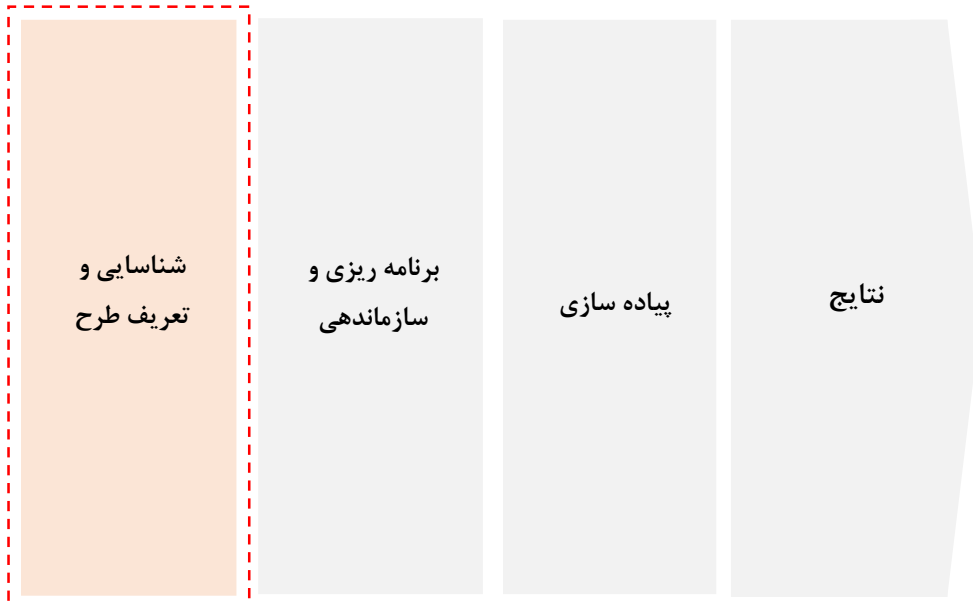 شناسایی و
تعریف طرح
برنامه ریزی و
سازماندهی
پیاده سازی
نتایج